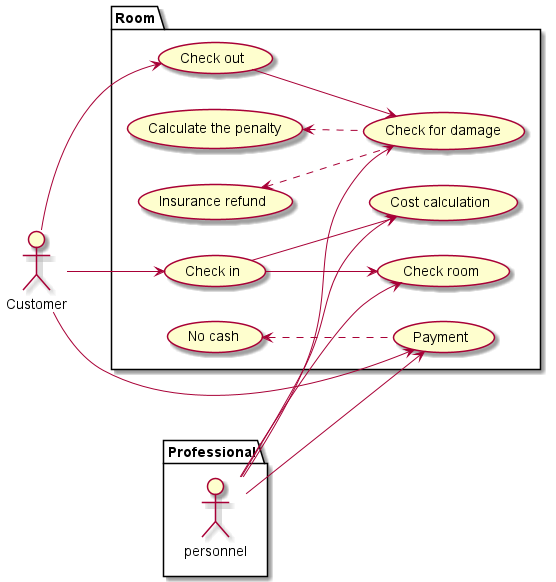 Room
Check out
Calculate the penalty
Check for damage
Insurance refund
Cost calculation
Check in
Check room
Customer
No cash
Payment
Professional
personnel